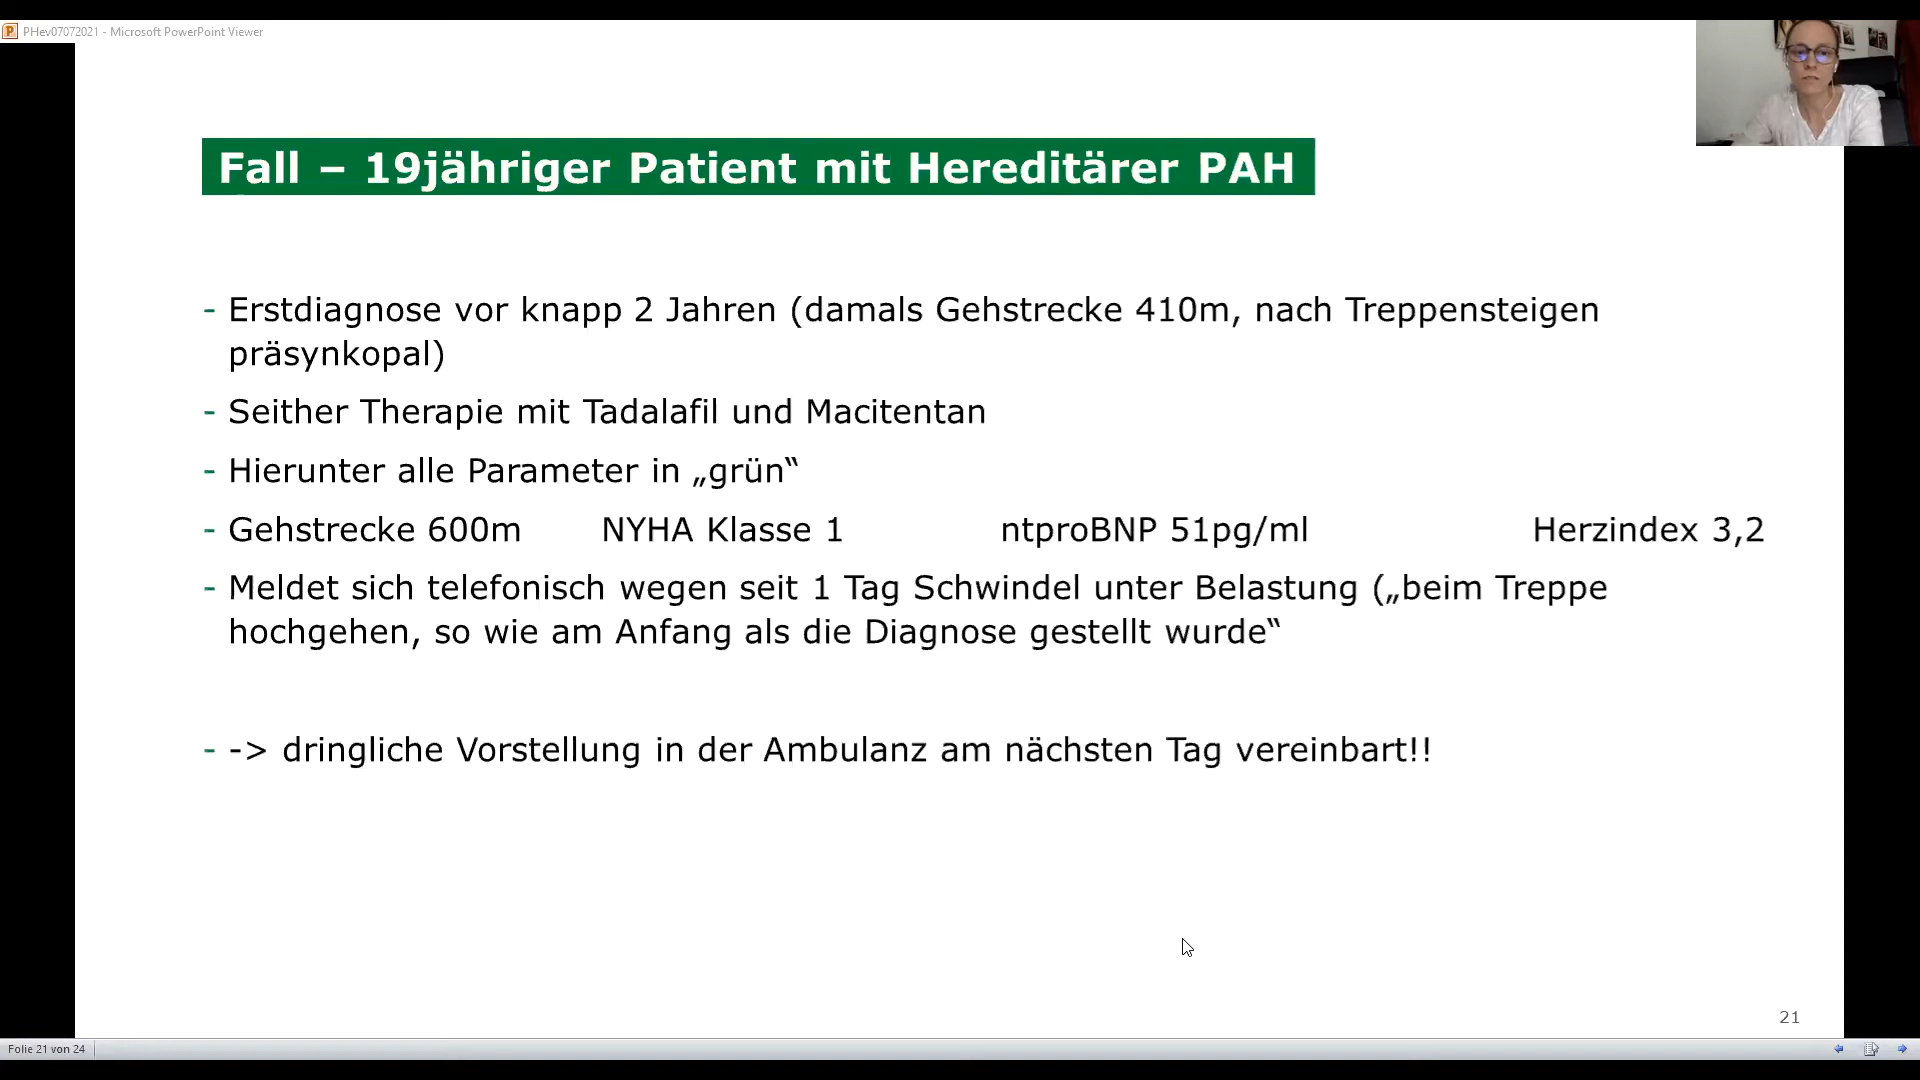 PHev07072021 - Microsoft PowerPoint Viewer
Fall – 19jähriger Patient mit Hereditärer PAH
- Erstdiagnose vor knapp 2 Jahren (damals Gehstrecke 410m, nach Treppensteigen
präsynkopal)
- Seither Therapie mit Tadalafil und Macitentan
- Hierunter alle Parameter in „grün“
- Gehstrecke 600m NYHA Klasse 1 ntproBNP 51pg/ml Herzindex 3,2
- Meldet sich telefonisch wegen seit 1 Tag Schwindel unter Belastung („beim Treppe
hochgehen, so wie am Anfang als die Diagnose gestellt wurde“
- -> dringliche Vorstellung in der Ambulanz am nächsten Tag vereinbart!!
21
Folie 21 von 24